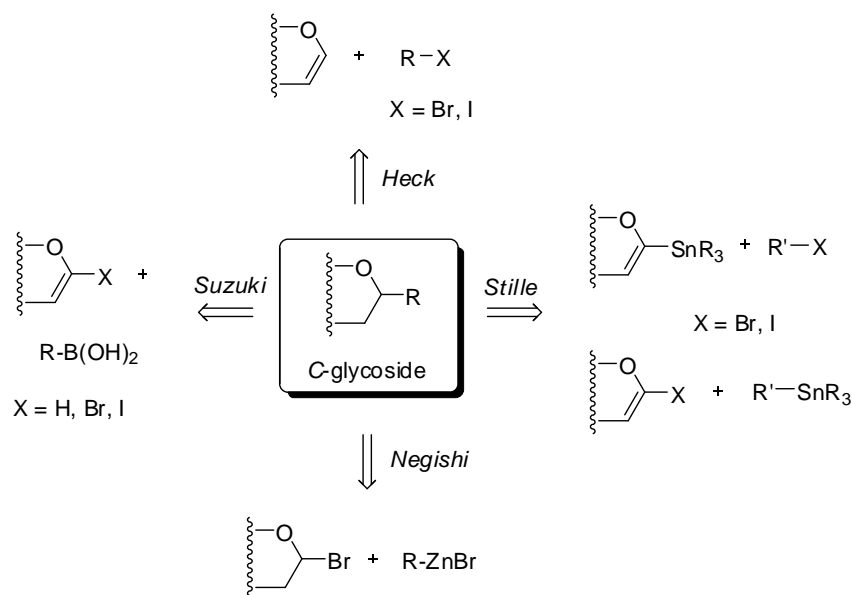 O
+ R-X
X = Br, I
Heck
O
X +
R-B(OH)2
X = H, Br, I
Suzuki
O
R
C-glycoside
Stille
O
SnR3 + R'-X
X = Br, I
O
X + R'-SnR3
Negishi
O
Br + R-ZnBr